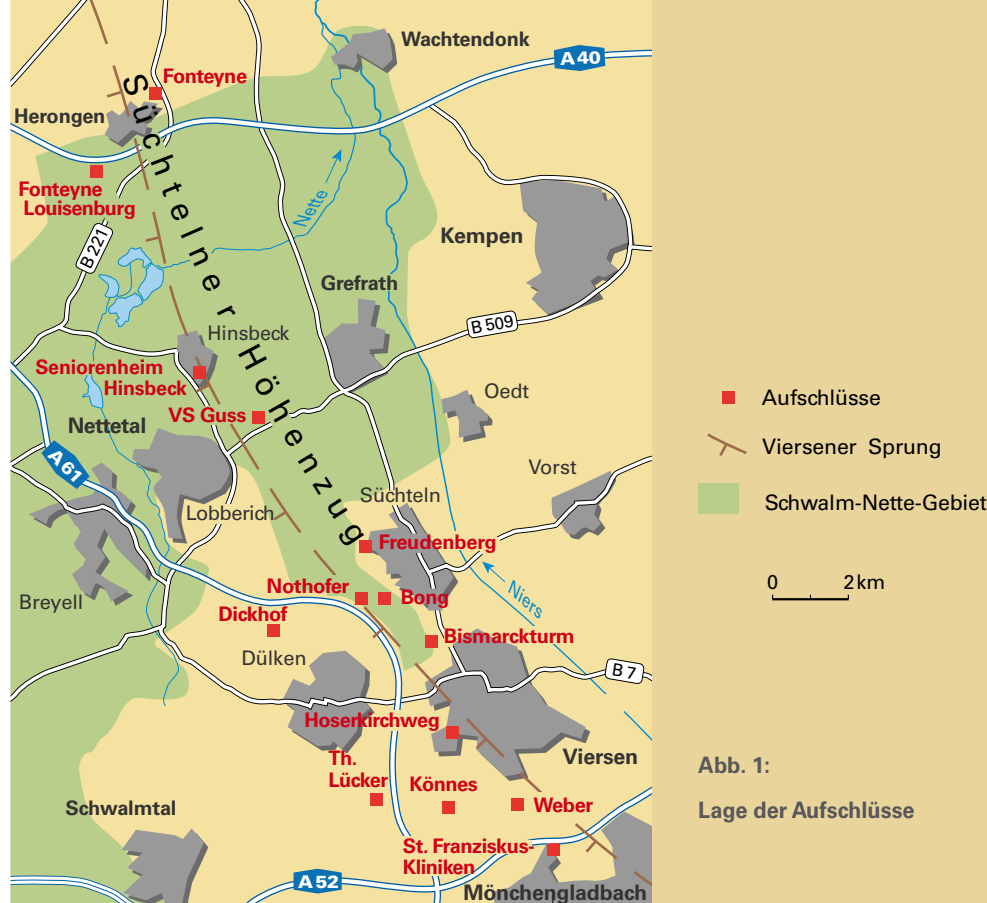 Wachtendonk
A 40
Fonteyne
Herongen
Süchtelner Höhenzug
Fonteyne
Louisenburg
Nette
B 221
Kempen
Grefrath
B 509
Hinsbeck
Seniorenheim
Hinsbeck
Oedt
VS Guss
Nettetal
A 61
Vorst
Süchteln
Lobberich
Freudenberg
Nothofer
Bong
Niers
Breyell
Dickhof
Bismarckturm
Dülken
B 7
Hoserkirchweg
Viersen
Th.
Lücker
Könnes
Weber
Schwalmtal
St. Franziskus-
Kliniken
A 52
Mönchengladbach
Aufschlüsse
Viersener Sprung
Schwalm-Nette-Gebiet
0 2 km
Abb. 1:
Lage der Aufschlüsse